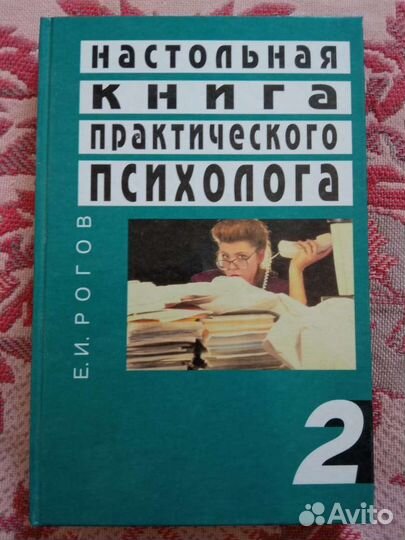 настольная
книга
практического
психолога
Е.И. РОГОВ
2
Avito